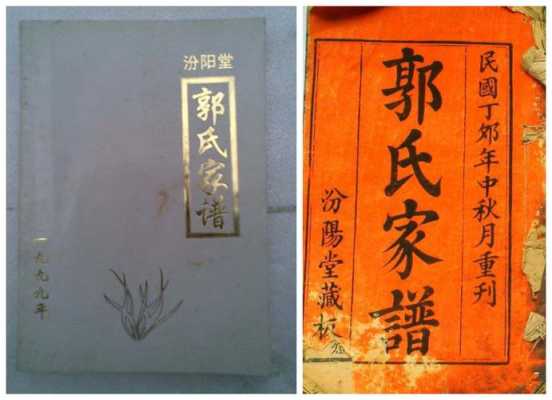 汾阳堂
郭氏家谱
一九九九年
民國丁卯年中秋月重刊
郭氏家譜
汾陽堂藏板